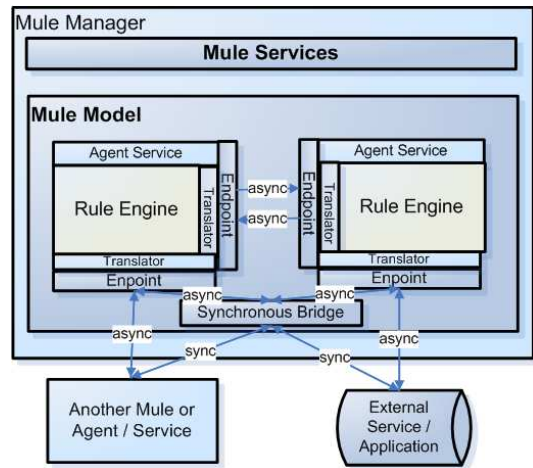 Mule Manager
Mule Services
Mule Model
Agent Service
Rule Engine
Translator
Endpoint
Translator
Enpoint
async
async
Agent Service
Endpoint
Translator
Rule Engine
Translator
Enpoint
async
async
Synchronous Bridge
async
sync
sync
async
Another Mule or
Agent / Service
External
Service /
Application